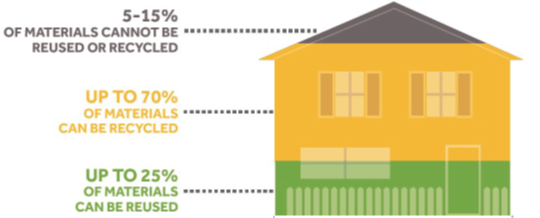 5-15%
OF MATERIALS CANNOT BE
REUSED OR RECYCLED
UP TO 70%
OF MATERIALS
CAN BE RECYCLED
UP TO 25%
OF MATERIALS
CAN BE REUSED